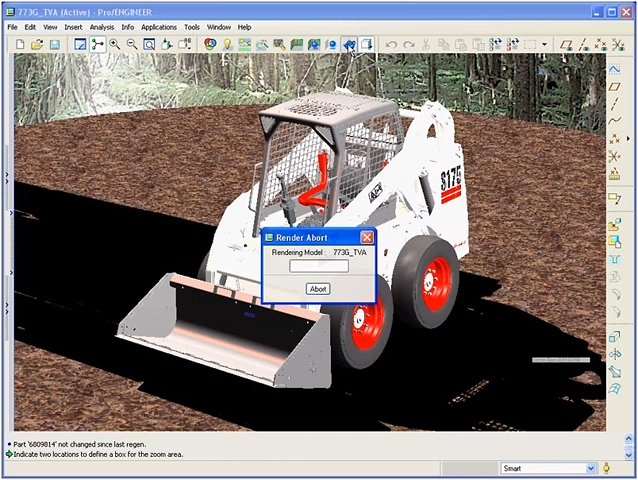 773G_TVA (Active) - Pro/ENGINEER
File Edit View Insert Analysis Info Applications Tools Window Help
S175
Render Abort
Rendering Model : 773G_TVA
Abort
Part '6809814' not changed since last regen.
Indicate two locations to define a box for the zoom area.
Smart